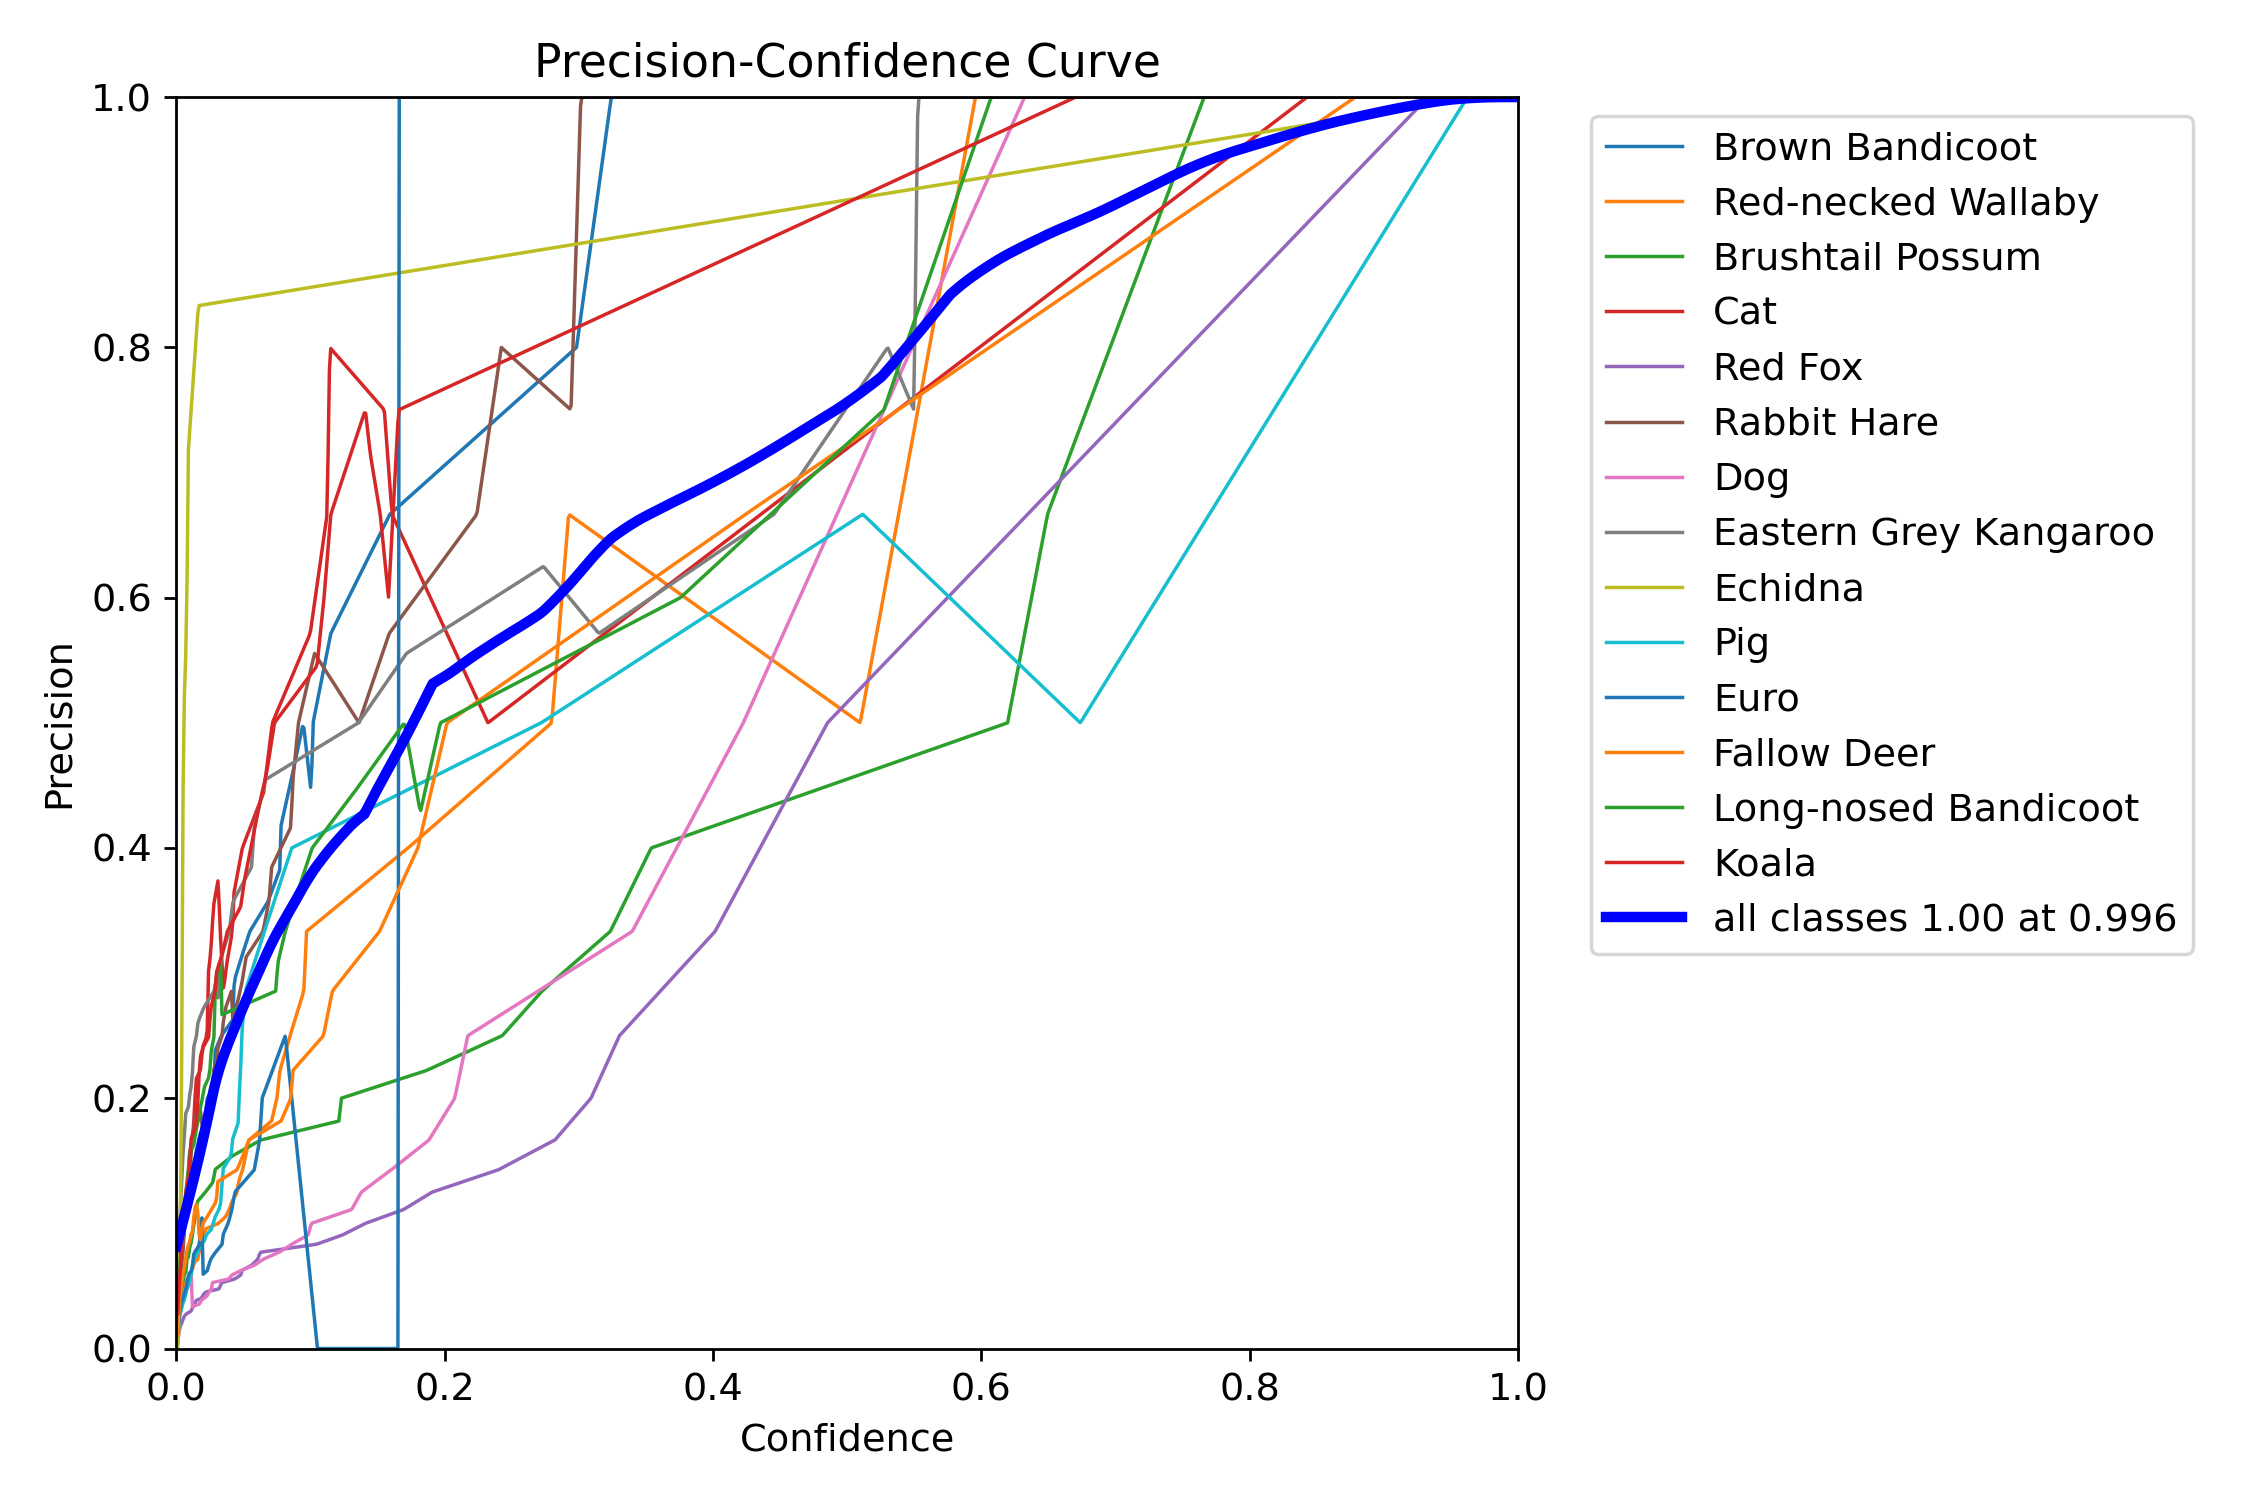 Precision-Confidence Curve
1.0
0.8
0.6
0.4
0.2
0.0
Precision
0.0 0.2 0.4 0.6 0.8 1.0
Confidence
Brown Bandicoot
Red-necked Wallaby
Brushtail Possum
Cat
Red Fox
Rabbit Hare
Dog
Eastern Grey Kangaroo
Echidna
Pig
Euro
Fallow Deer
Long-nosed Bandicoot
Koala
all classes 1.00 at 0.996